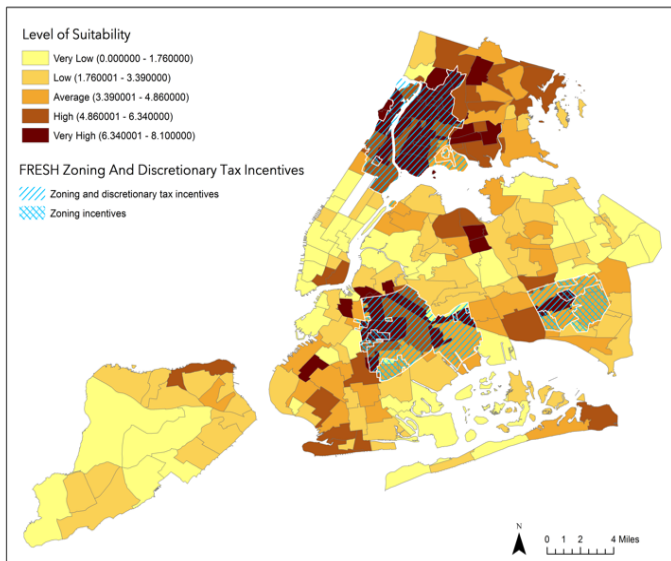 Level of Suitability
Very Low (0.000000 - 1.760000)
Low (1.760001 - 3.390000)
Average (3.390001 - 4.860000)
High (4.860001 - 6.340000)
Very High (6.340001 - 8.100000)
FRESH Zoning And Discretionary Tax Incentives
Zoning and discretionary tax incentives
Zoning incentives
N
0 1 2 4 Miles